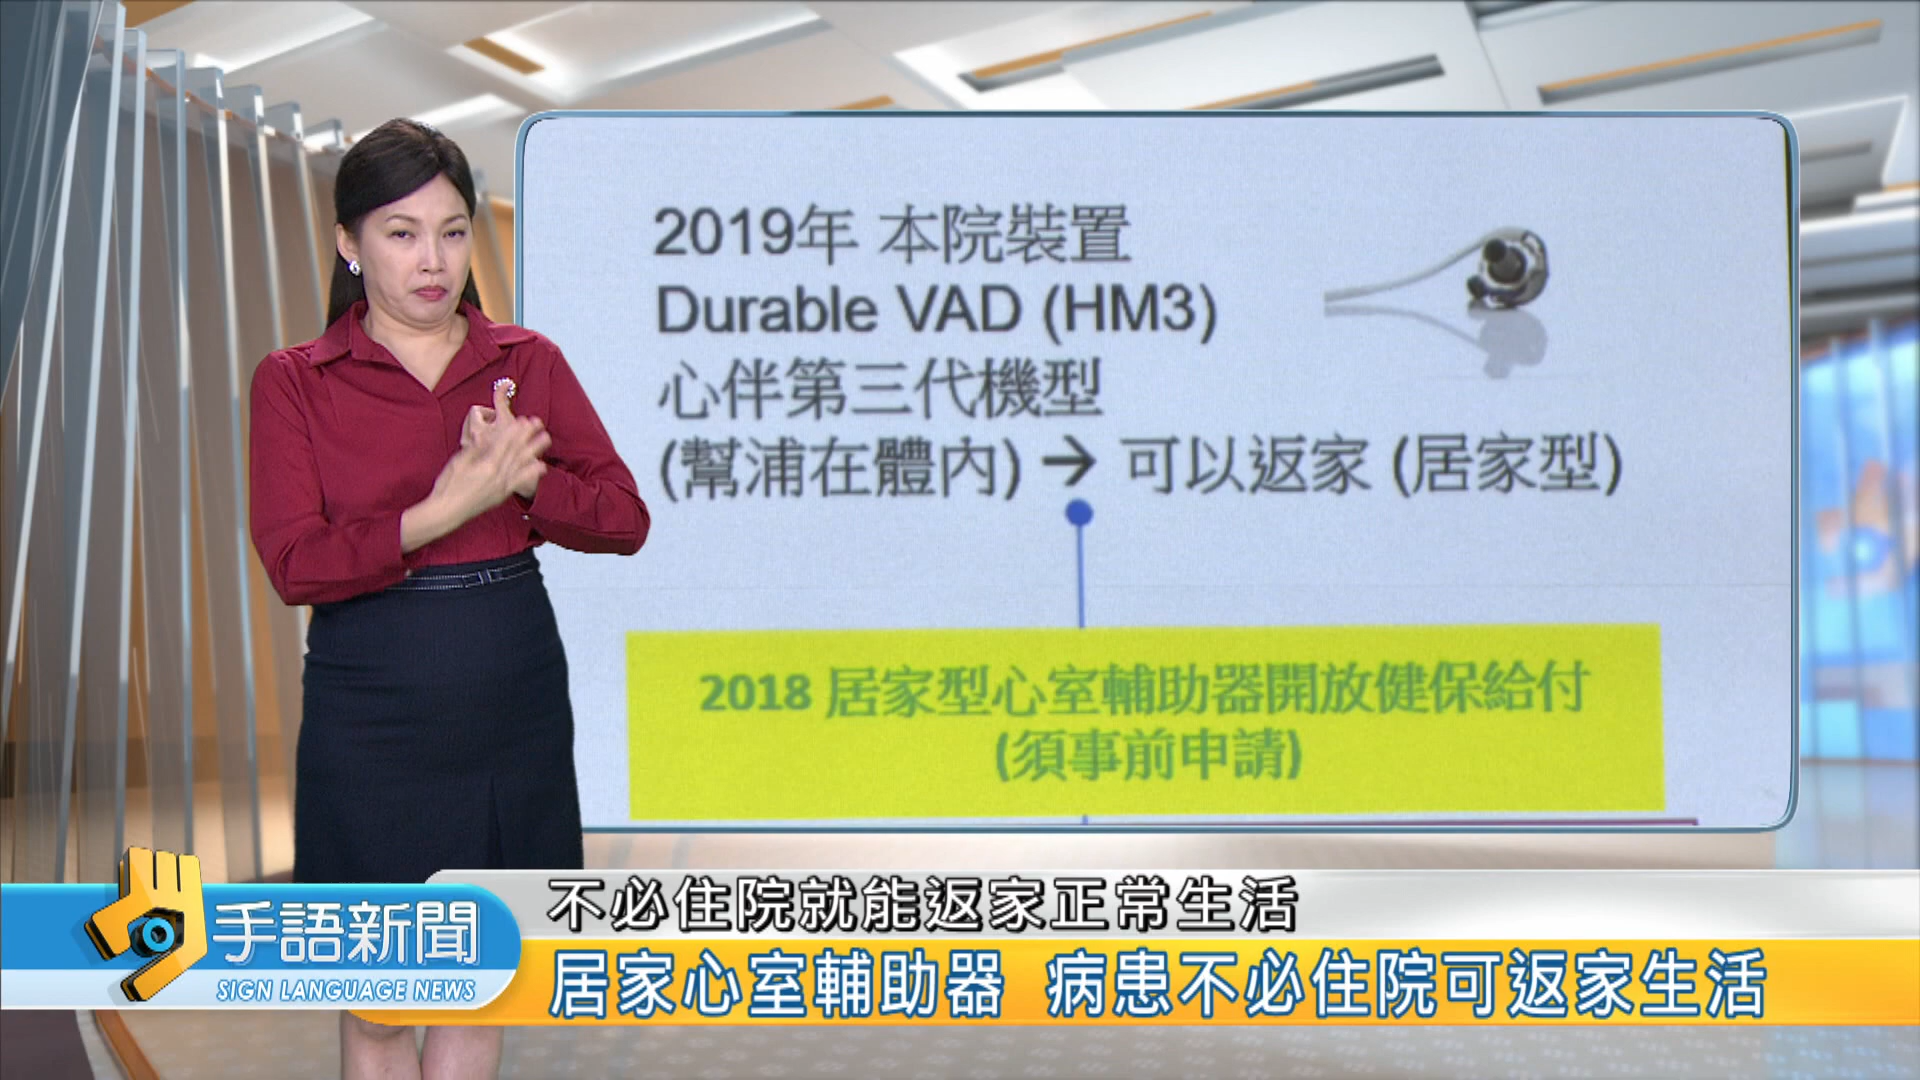 2019年 本院裝置
Durable VAD (HM3)
心伴第三代機型
(幫浦在體內) → 可以返家 (居家型)
2018 居家型心室輔助器開放健保給付
(須事前申請)
不必住院就能返家正常生活
居家心室輔助器 病患不必住院可返家生活
手語新聞
SIGN LANGUAGE NEWS